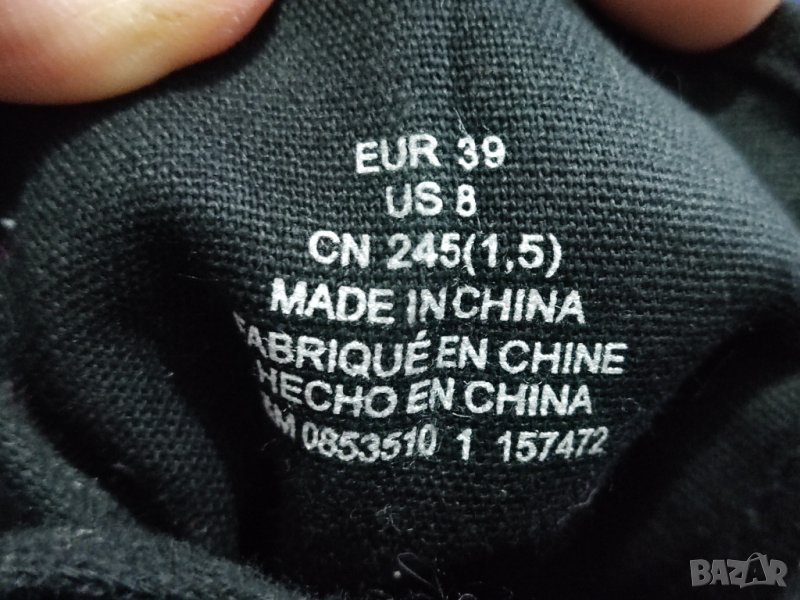 EUR 39
US 8
CN 245(1,5)
MADE IN CHINA
FABRIQUÉ EN CHINE
HECHO EN CHINA
0853510 1 157472
BAZAR